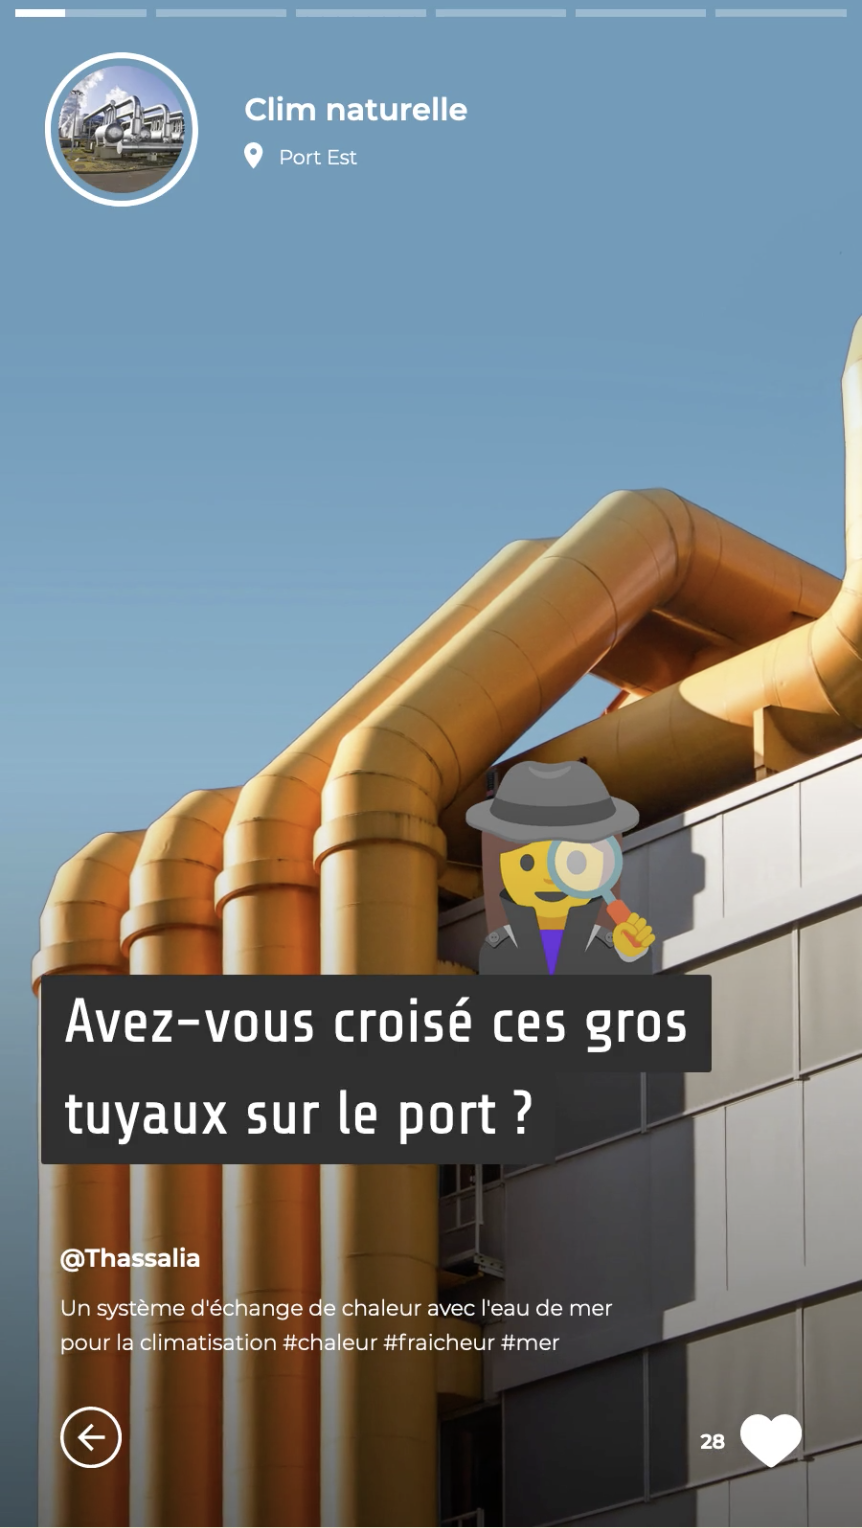 Clim naturelle
Port Est
Avez-vous croisé ces gros
tuyaux sur le port ?
@Thassalia
Un système d'échange de chaleur avec l'eau de mer
pour la climatisation #chaleur #fraicheur #mer
28